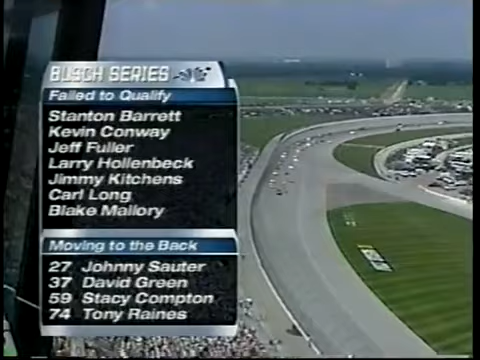 BUSCH SERIES
Failed to Qualify
Stanton Barrett
Kevin Conway
Jeff Fuller
Larry Hollenbeck
Jimmy Kitchens
Carl Long
Blake Mallory
Moving to the Back
27 Johnny Sauter
37 David Green
59 Stacy Compton
74 Tony Raines